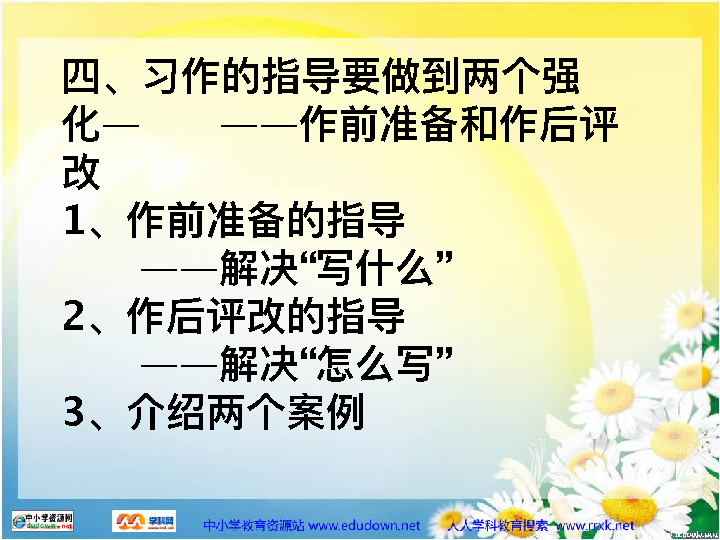 四、习作的指导要做到两个强
化— ——作前准备和作后评
改
1、作前准备的指导
——解决“写什么”
2、作后评改的指导
——解决“怎么写”
3、介绍两个案例
中小学资源网
edudown.net
学科网
中小学教育资源站 www.edudown.net 人人学科教育搜索 www.rrxk.net